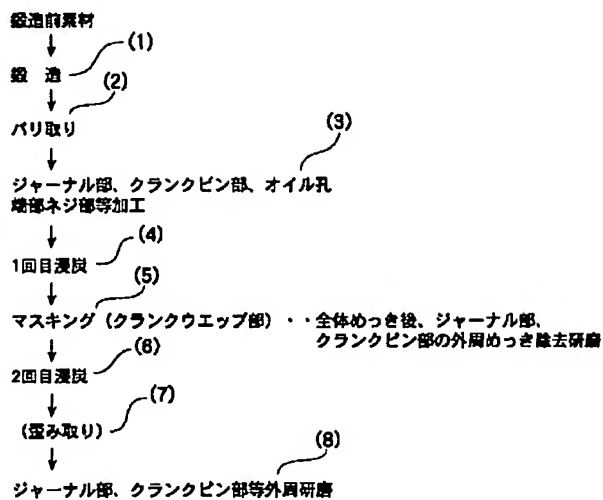 鍛造前素材
(1)
鍛 造
(2)
バリ取り
(3)
ジャーナル部、クランクピン部、オイル孔
端部ネジ部等加工
(4)
1回目浸炭
(5)
マスキング（クランクウエップ部）・・全体めっき後、ジャーナル部、
クランクピン部の外周めっき除去研磨
(6)
2回目浸炭
(7)
（歪み取り）
(8)
ジャーナル部、クランクピン部等外周研磨